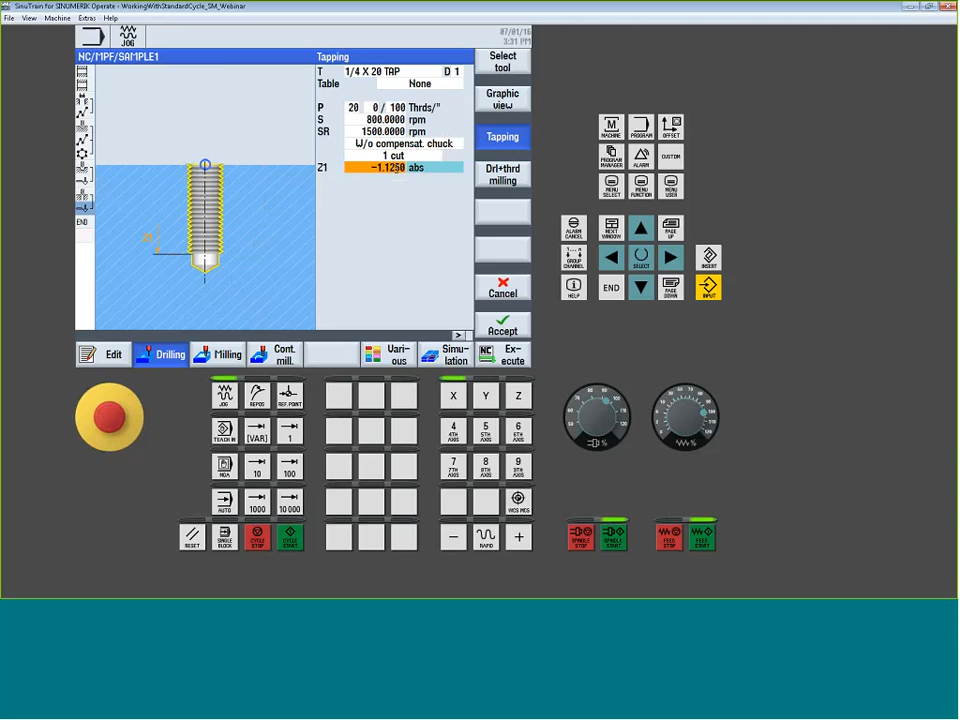 SinuTrain for SINUMERIK Operate - WorkingWithStandardCycle_SM_Webinar
File View Machine Extras Help
JOG
07/01/16
3:31 PM
NC/MPF/SAMPLE1
Tapping
Select
tool
T 1/4 X 20 TAP D 1
Table None
Graphic
view
P 20 0 / 100 Thrds/"
S 800.0000 rpm
SR 1500.0000 rpm
W/o compensat. chuck
1 cut
Z1 -1.1250 abs
Tapping
Drl+thrd
milling
Z1
END
Cancel
Accept
>
Edit
Drilling
Milling
Cont.
mill.
Vari-
ous
Simu-
lation
NC
Ex-
ecute
M
MACHINE
PROGRAM
OFFSET
PROGRAM
MANAGER
ALARM
CUSTOM
MENU
SELECT
MENU
FUNCTION
MENU
USER
ALARM
CANCEL
NEXT
WINDOW
PAGE
UP
1... n
GROUP
CHANNEL
SELECT
INSERT
HELP
END
PAGE
DOWN
INPUT
JOG
REPOS
REF.POINT
X
Y
Z
TEACH IN
[VAR]
1
4
4TH
AXIS
5
5TH
AXIS
6
6TH
AXIS
MDA
10
100
7
7TH
AXIS
8
8TH
AXIS
9
9TH
AXIS
AUTO
1000
10 000
WCS MCS
RESET
SINGLE
BLOCK
CYCLE
STOP
CYCLE
START
−
RAPID
+
SPINDLE
STOP
SPINDLE
START
FEED
STOP
FEED
START
%
%